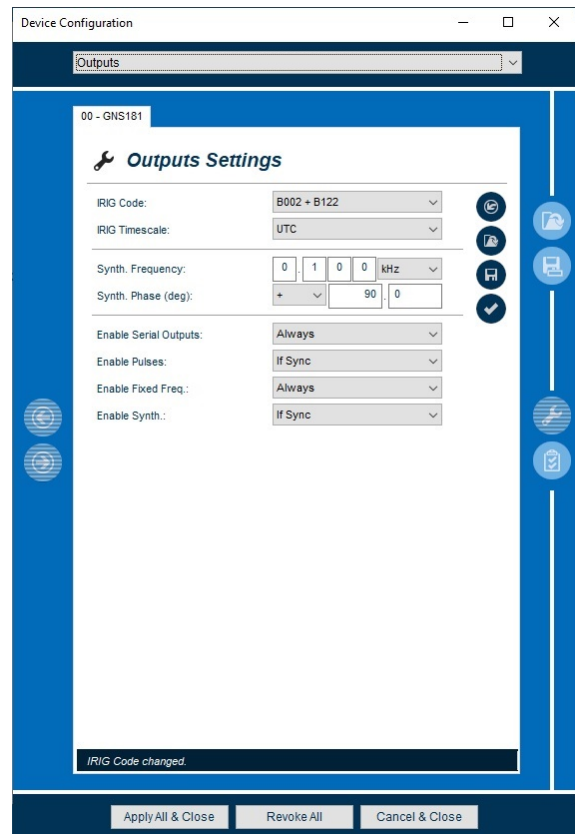 Device Configuration
Outputs
00 - GNS181
Outputs Settings
IRIG Code: B002 + B122
IRIG Timescale: UTC
Synth. Frequency: 0 . 1 0 0 kHz
Synth. Phase (deg): + 90 . 0
Enable Serial Outputs: Always
Enable Pulses: If Sync
Enable Fixed Freq.: Always
Enable Synth.: If Sync
IRIG Code changed.
Apply All & Close Revoke All Cancel & Close